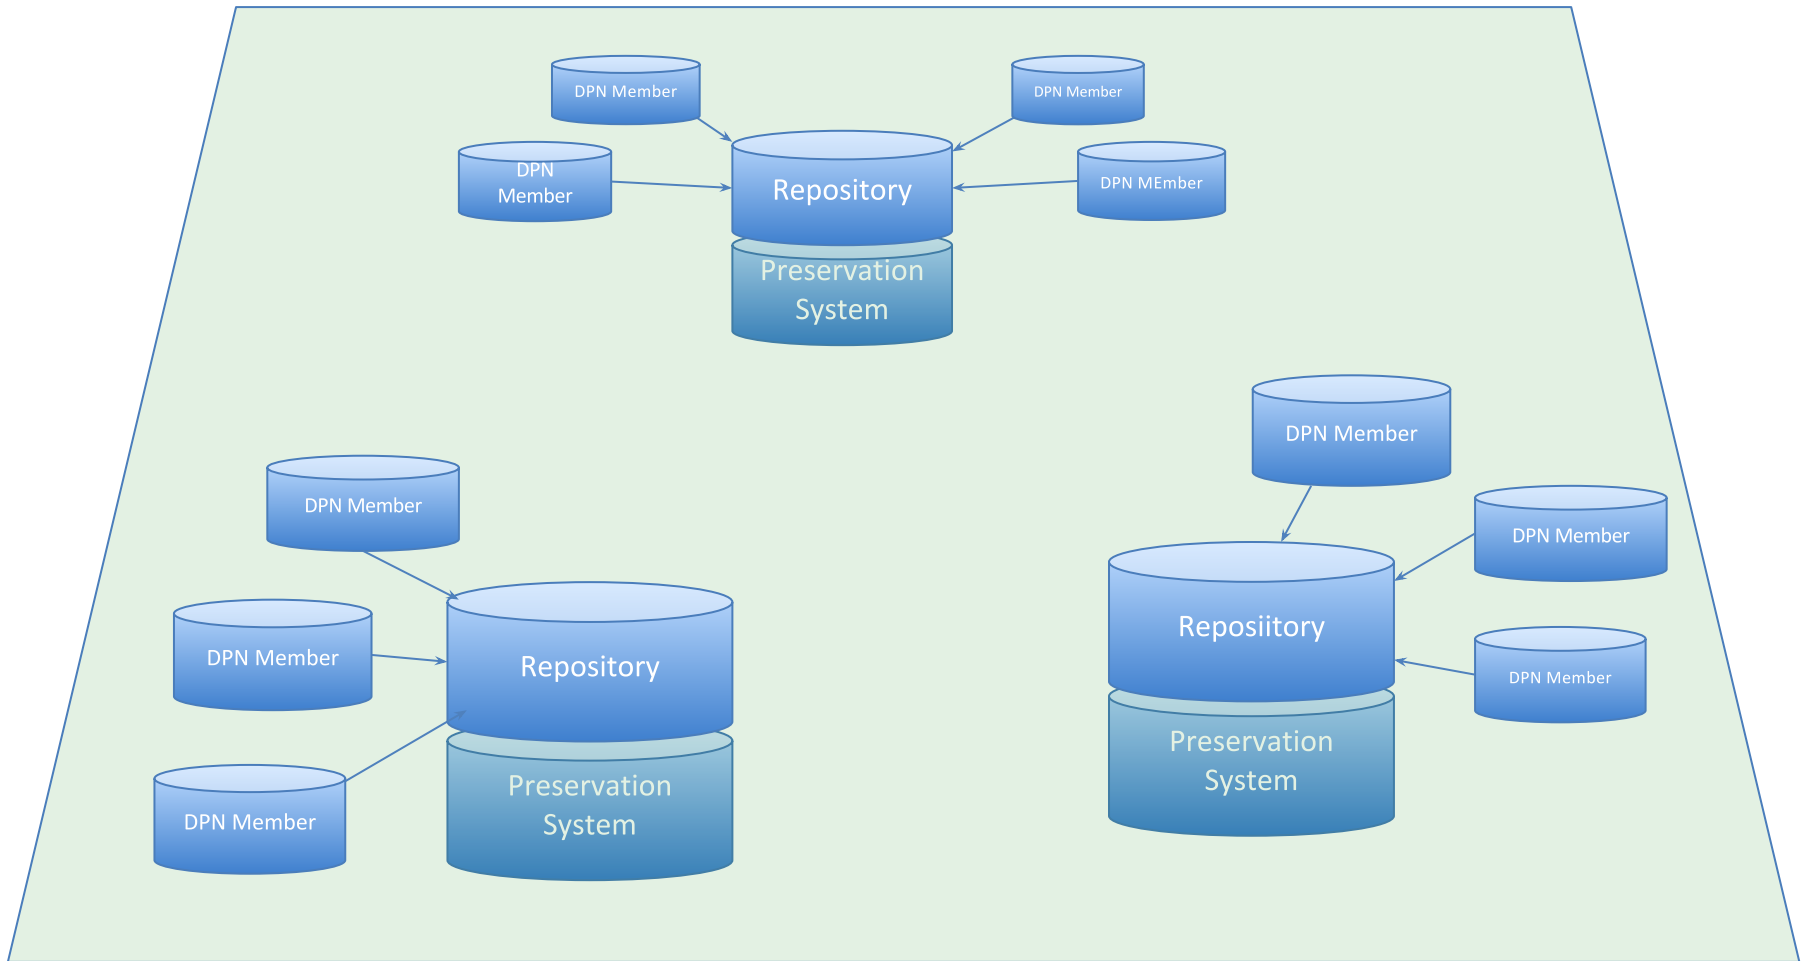 DPN Member
DPN Member
DPN
Member
Repository
DPN MEmber
Preservation
System
DPN Member
DPN Member
DPN Member
Reposiitory
DPN Member
Repository
DPN Member
Preservation
System
Preservation
System
DPN Member